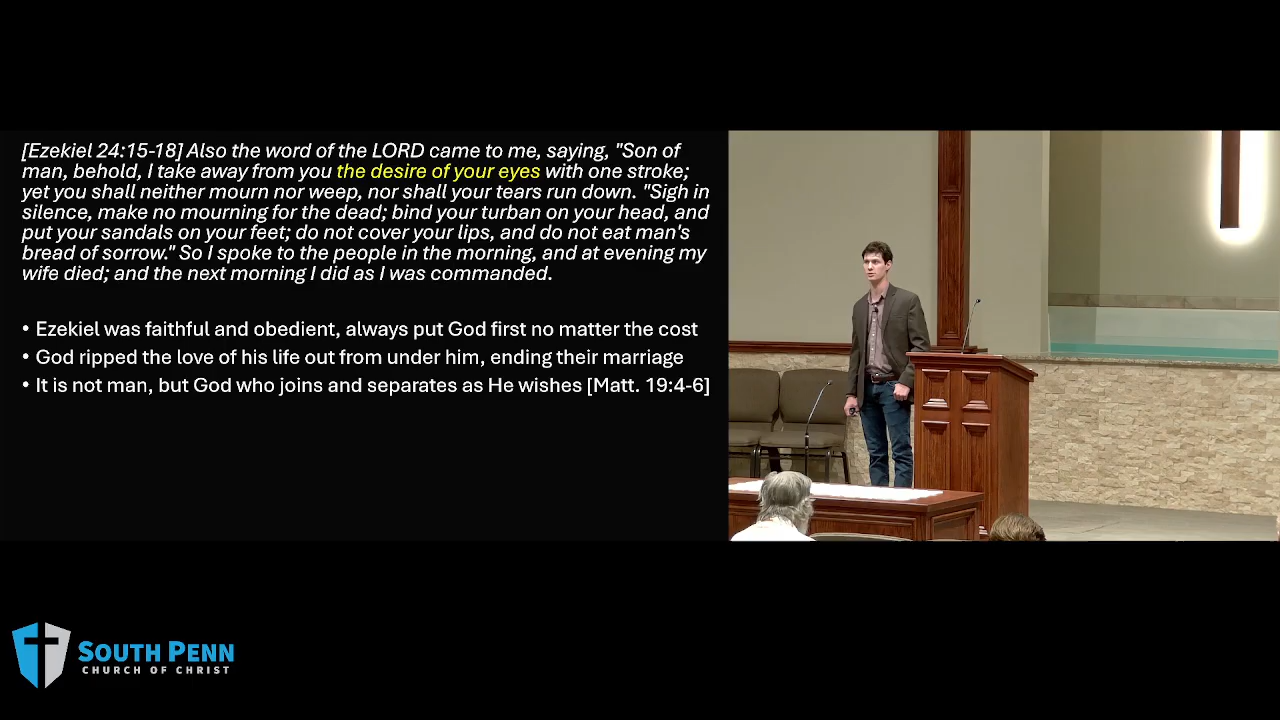 [Ezekiel 24:15-18] Also the word of the LORD came to me, saying, "Son of
man, behold, I take away from you the desire of your eyes with one stroke;
yet you shall neither mourn nor weep, nor shall your tears run down. "Sigh in
silence, make no mourning for the dead; bind your turban on your head, and
put your sandals on your feet; do not cover your lips, and do not eat man's
bread of sorrow." So I spoke to the people in the morning, and at evening my
wife died; and the next morning I did as I was commanded.
• Ezekiel was faithful and obedient, always put God first no matter the cost
• God ripped the love of his life out from under him, ending their marriage
• It is not man, but God who joins and separates as He wishes [Matt. 19:4-6]
SOUTH PENN
CHURCH OF CHRIST